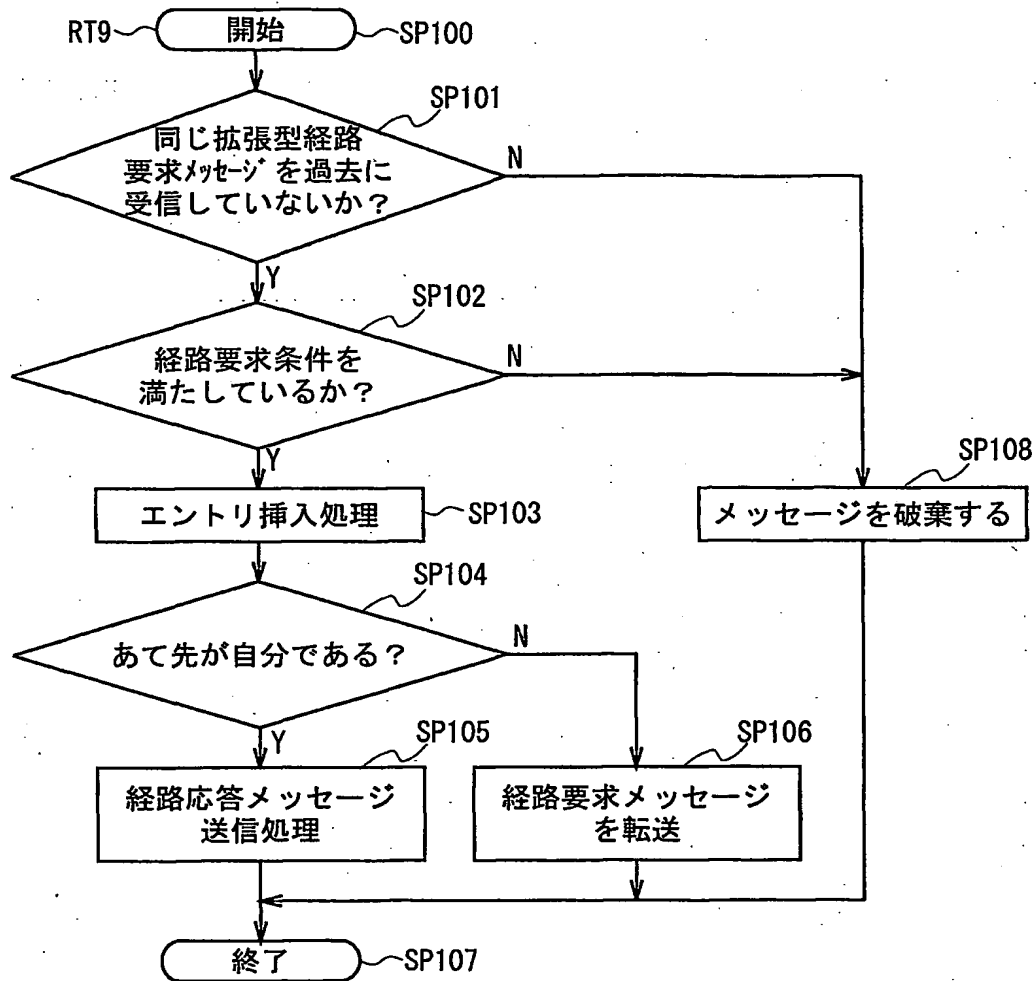 RT9
開始
SP100
SP101
同じ拡張型経路
要求ﾒｯｾｰｼﾞを過去に
受信していないか？
N
Y
SP102
経路要求条件を
満たしているか？
N
Y
SP108
エントリ挿入処理
SP103
メッセージを破棄する
SP104
あて先が自分である？
N
Y
SP105
SP106
経路応答メッセージ
送信処理
経路要求メッセージ
を転送
終了
SP107